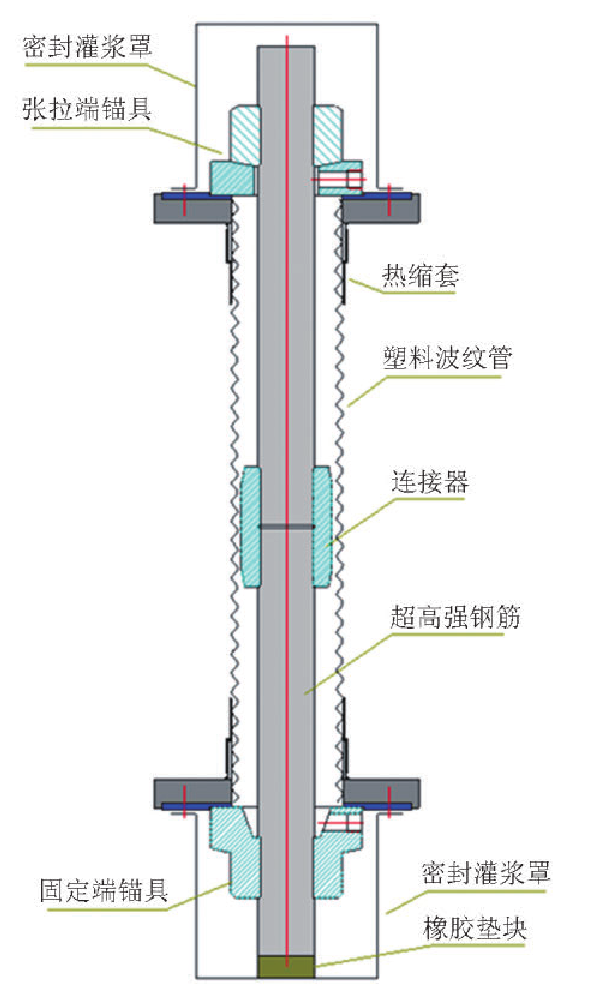 密封灌浆罩
张拉端锚具
热缩套
塑料波纹管
连接器
超高强钢筋
密封灌浆罩
固定端锚具
橡胶垫块